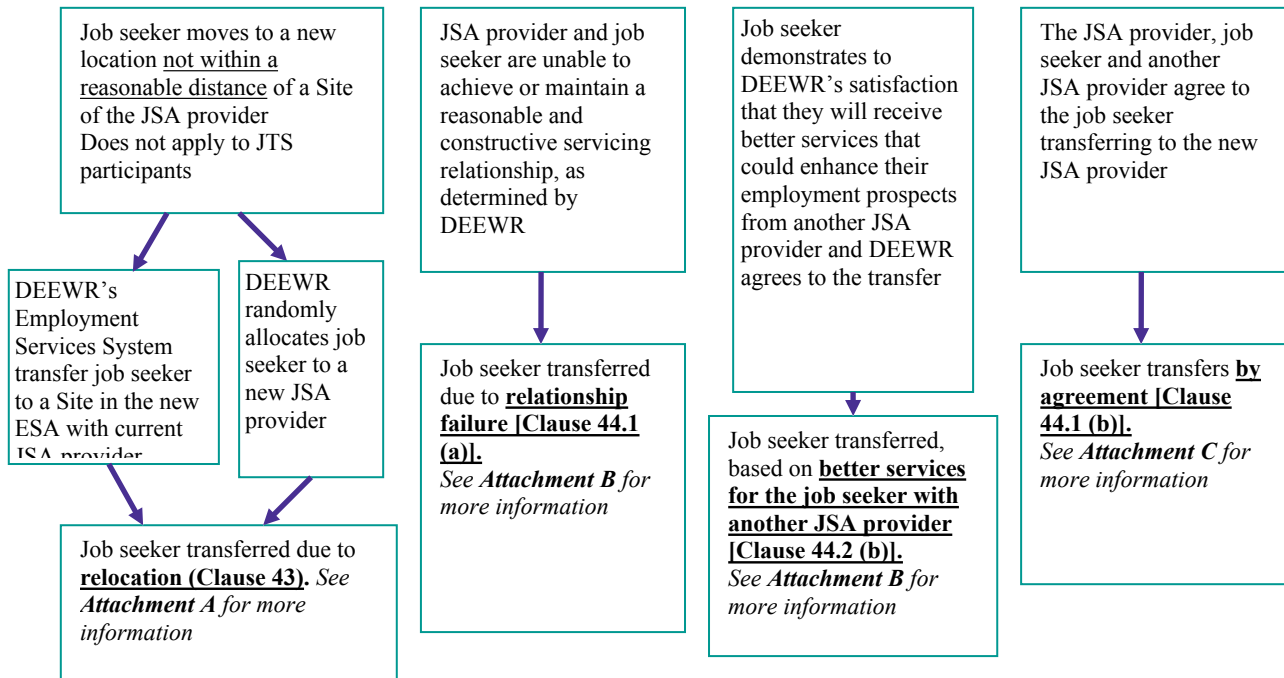 Job seeker moves to a new
location not within a
reasonable distance of a Site
of the JSA provider
Does not apply to JTS
participants
DEEWR's
Employment
Services System
transfer job seeker
to a Site in the new
ESA with current
JSA provider
DEEWR
randomly
allocates job
seeker to a
new JSA
provider
Job seeker transferred due to
relocation (Clause 43). See
Attachment A for more
information
JSA provider and job
seeker are unable to
achieve or maintain a
reasonable and
constructive servicing
relationship, as
determined by
DEEWR
Job seeker transferred
due to relationship
failure [Clause 44.1
(a)].
See Attachment B for
more information
Job seeker
demonstrates to
DEEWR's satisfaction
that they will receive
better services that
could enhance their
employment prospects
from another JSA
provider and DEEWR
agrees to the transfer
Job seeker transferred,
based on better services
for the job seeker with
another JSA provider
[Clause 44.2 (b)].
See Attachment B for
more information
The JSA provider, job
seeker and another
JSA provider agree to
the job seeker
transferring to the new
JSA provider
Job seeker transfers by
agreement [Clause
44.1 (b)].
See Attachment C for
more information